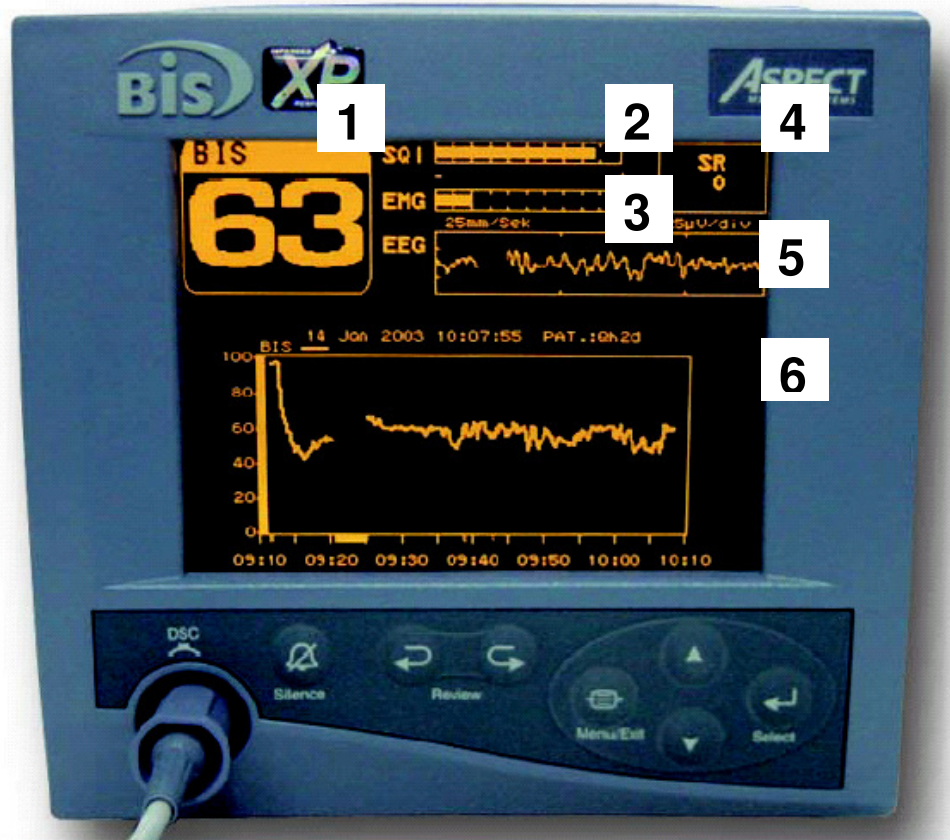 BIS XP ASPECT
1 2 4
BIS SQI SR
63 0
EMG 3
25mm/Sek 5µV/div
EEG 5
14 Jan 2003 10:07:55 PAT.:Qh2d
BIS
6
100
80
60
40
20
0
09:10 09:20 09:30 09:40 09:50 10:00 10:10
DSC
Silence Review Menu/Exit Select